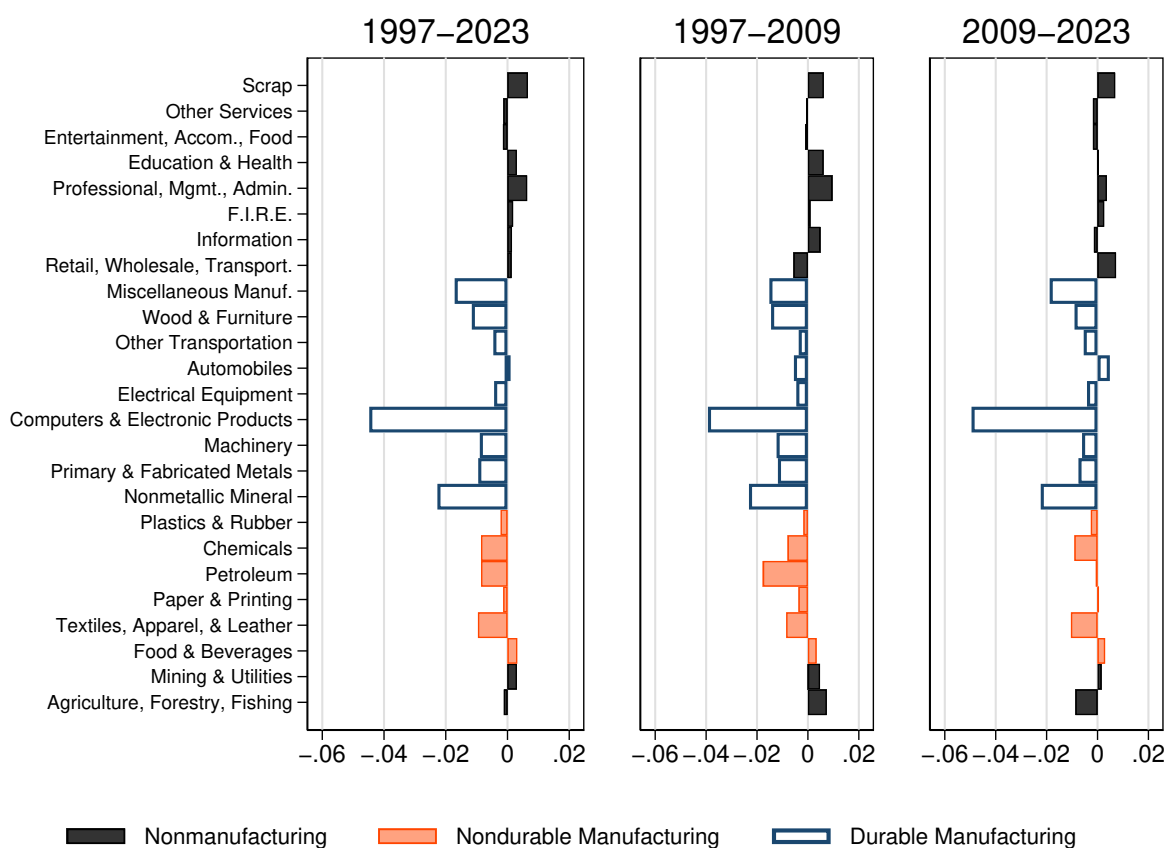 1997−2023 1997−2009 2009−2023
Scrap
Other Services
Entertainment, Accom., Food
Education & Health
Professional, Mgmt., Admin.
F.I.R.E.
Information
Retail, Wholesale, Transport.
Miscellaneous Manuf.
Wood & Furniture
Other Transportation
Automobiles
Electrical Equipment
Computers & Electronic Products
Machinery
Primary & Fabricated Metals
Nonmetallic Mineral
Plastics & Rubber
Chemicals
Petroleum
Paper & Printing
Textiles, Apparel, & Leather
Food & Beverages
Mining & Utilities
Agriculture, Forestry, Fishing
−.06 −.04 −.02 0 .02 −.06 −.04 −.02 0 .02 −.06 −.04 −.02 0 .02
Nonmanufacturing Nondurable Manufacturing Durable Manufacturing